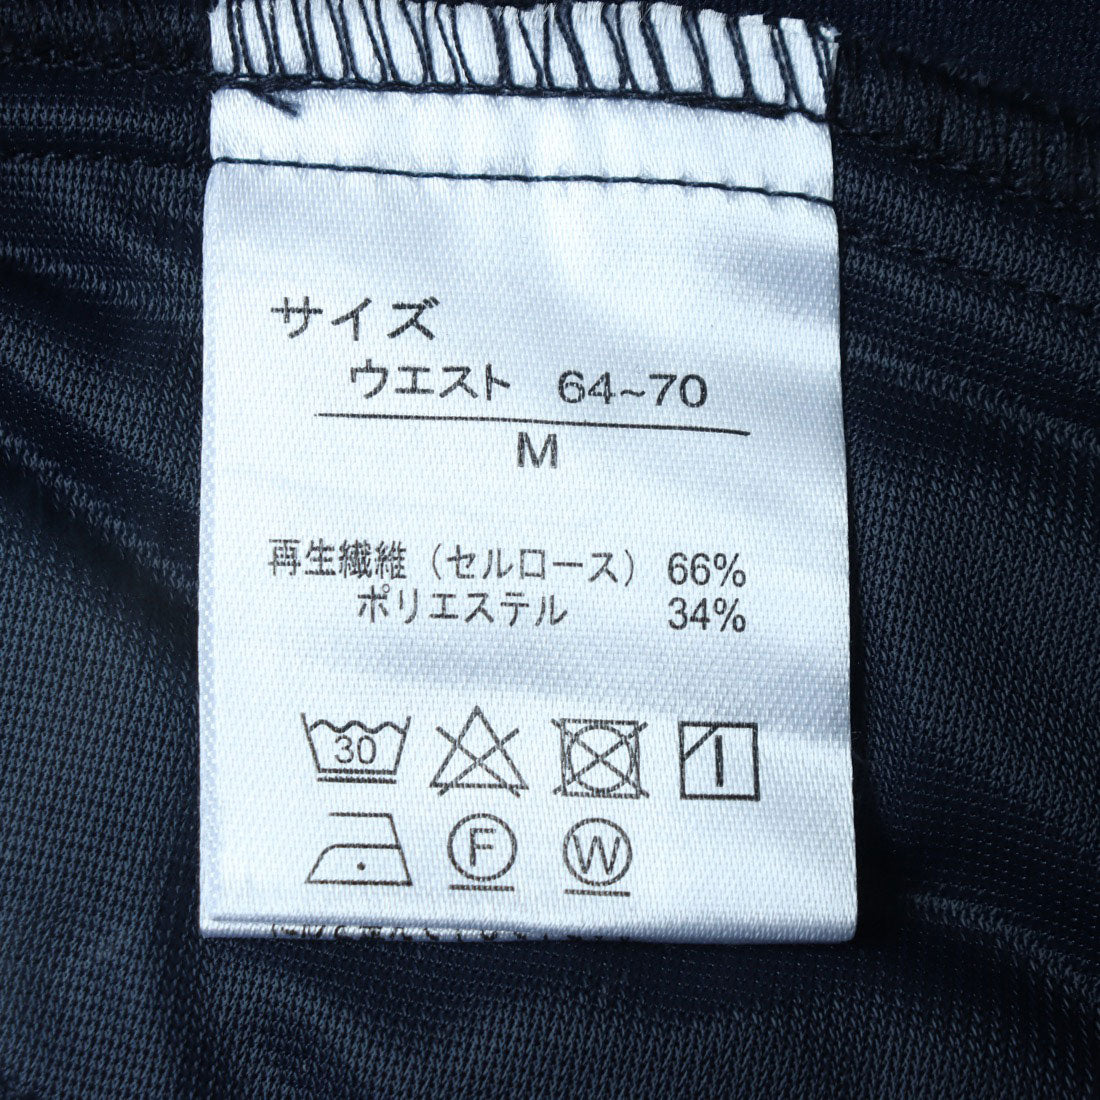 サイズ
ウエスト 64~70
M
再生繊維(セルロース) 66%
ポリエステル 34%
30
F
W